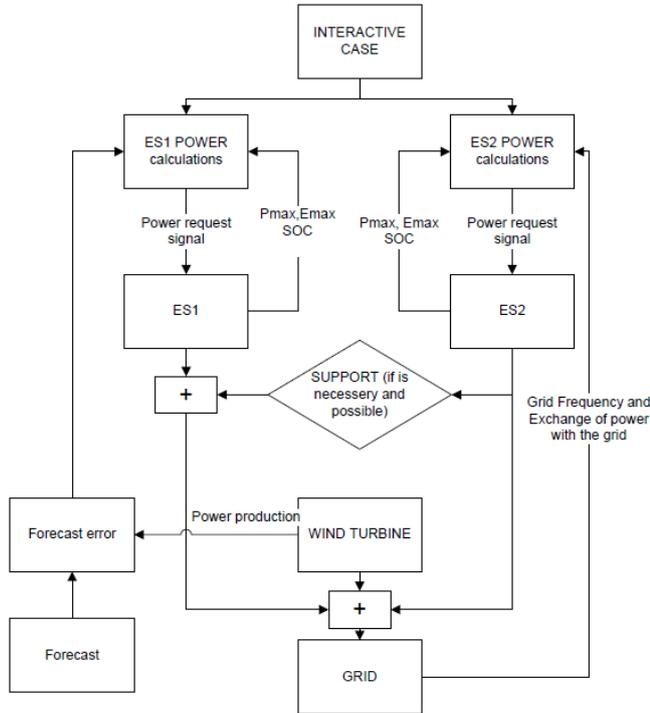 INTERACTIVE
CASE
ES1 POWER
calculations
ES2 POWER
calculations
Power request
signal
Pmax,Emax
SOC
Pmax, Emax
SOC
Power request
signal
ES1
ES2
+
SUPPORT (if is
necessery and
possible)
Grid Frequency and
Exchange of power
with the grid
Forecast error
Power production
WIND TURBINE
+
Forecast
GRID